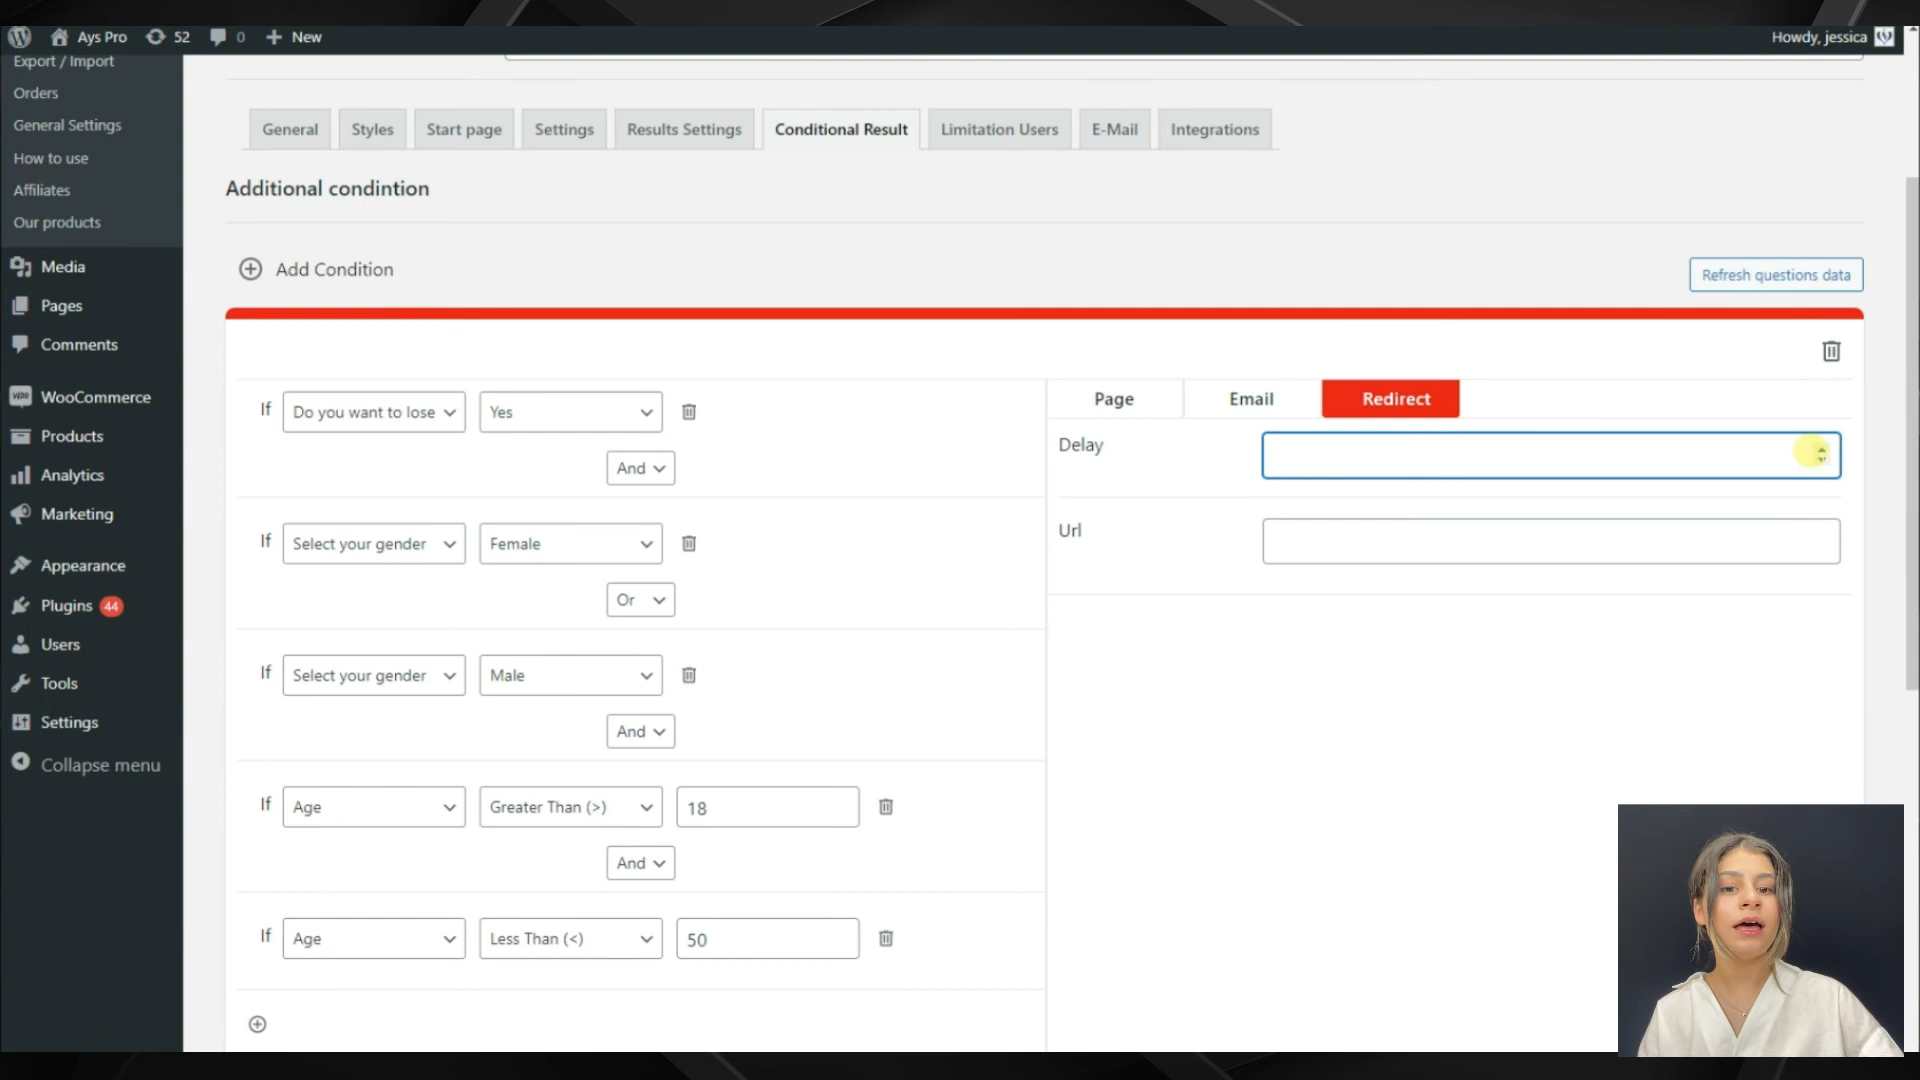 Ays Pro 52 0 New Howdy, jessica
Export / Import
Orders
General Settings
How to use
Affiliates
Our products
Media
Pages
Comments
WooCommerce
Products
Analytics
Marketing
Appearance
Plugins 44
Users
Tools
Settings
Collapse menu
General Styles Start page Settings Results Settings Conditional Result Limitation Users E-Mail Integrations
Additional condintion
Add Condition
Refresh questions data
If Do you want to lose Yes
And
If Select your gender Female
Or
If Select your gender Male
And
If Age Greater Than (>) 18
And
If Age Less Than (<) 50
Page Email Redirect
Delay
Url